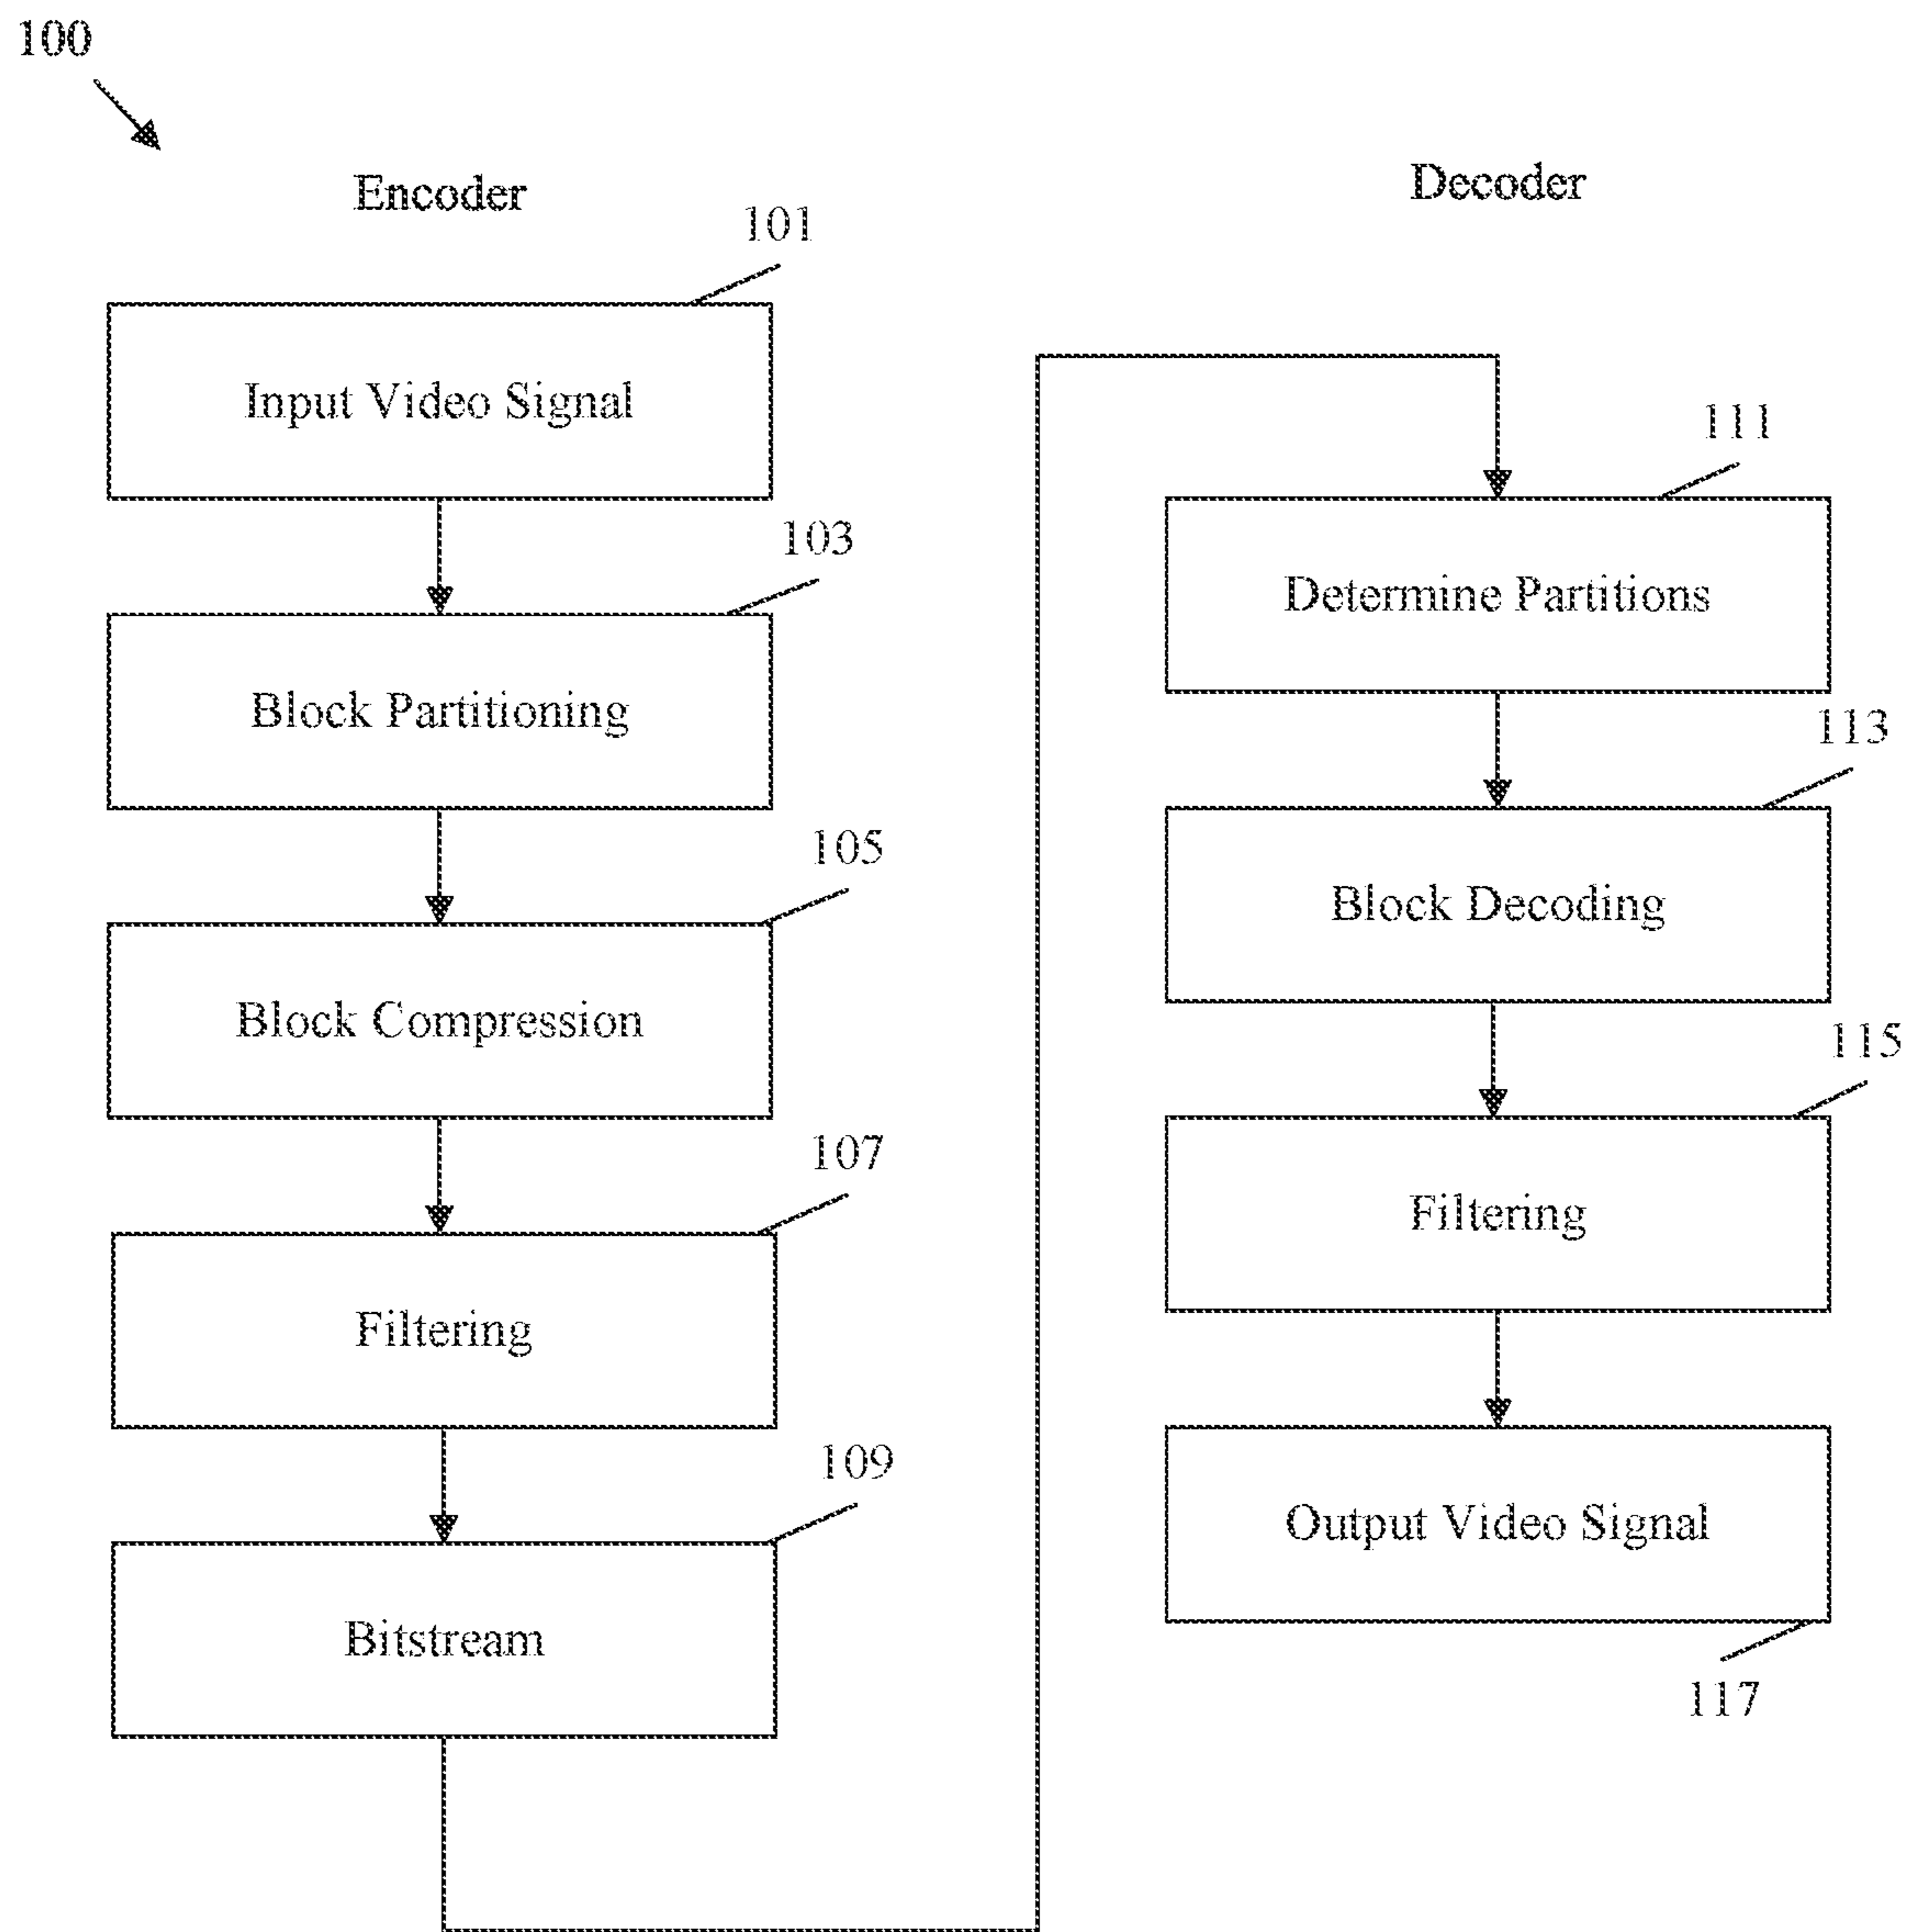 100
Encoder
101
Input Video Signal
103
Block Partitioning
105
Block Compression
107
Filtering
109
Bitstream
Decoder
111
Determine Partitions
113
Block Decoding
115
Filtering
Output Video Signal
117